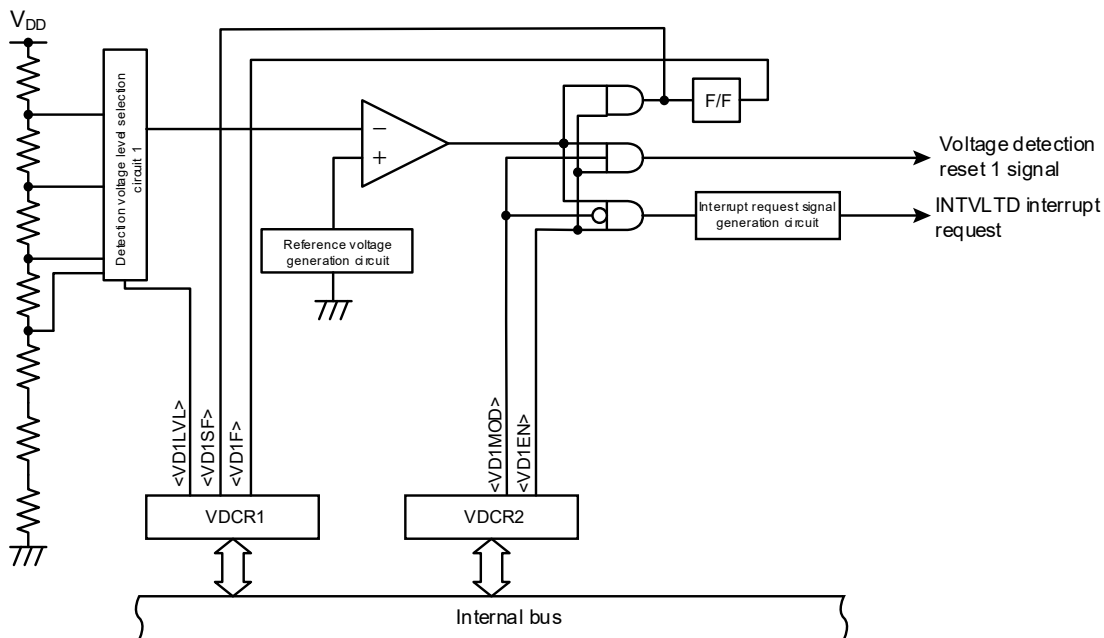 VDD
Detection voltage level selection
circuit 1
−
+
F/F
Voltage detection
reset 1 signal
Interrupt request signal
generation circuit
INTVLTD interrupt
request
Reference voltage
generation circuit
<VD1LVL>
<VD1SF>
<VD1F>
<VD1MOD>
<VD1EN>
VDCR1
VDCR2
Internal bus